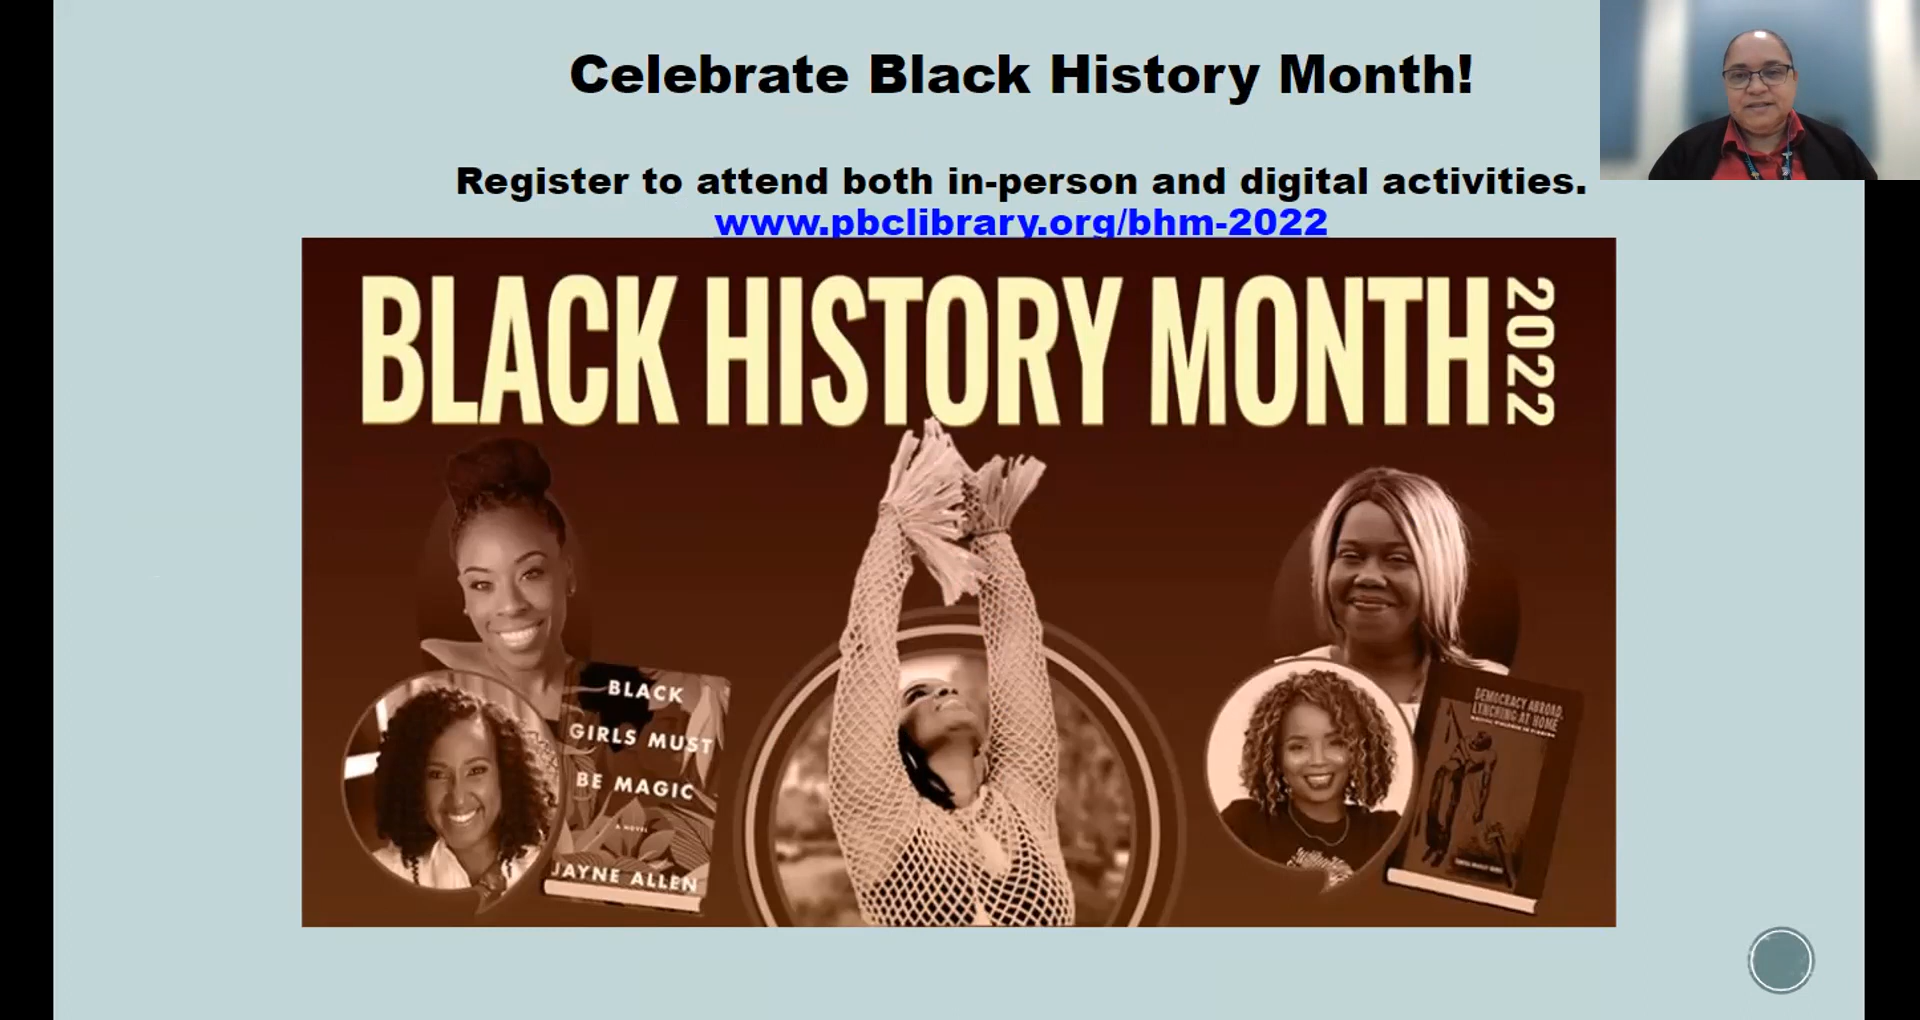 Celebrate Black History Month!
Register to attend both in-person and digital activities.
www.pbclibrary.org/bhm-2022
BLACK HISTORY MONTH
2022
BLACK
GIRLS MUST
BE MAGIC
A NOVEL
JAYNE ALLEN
DEMOCRACY ABROAD,
LYNCHING AT HOME